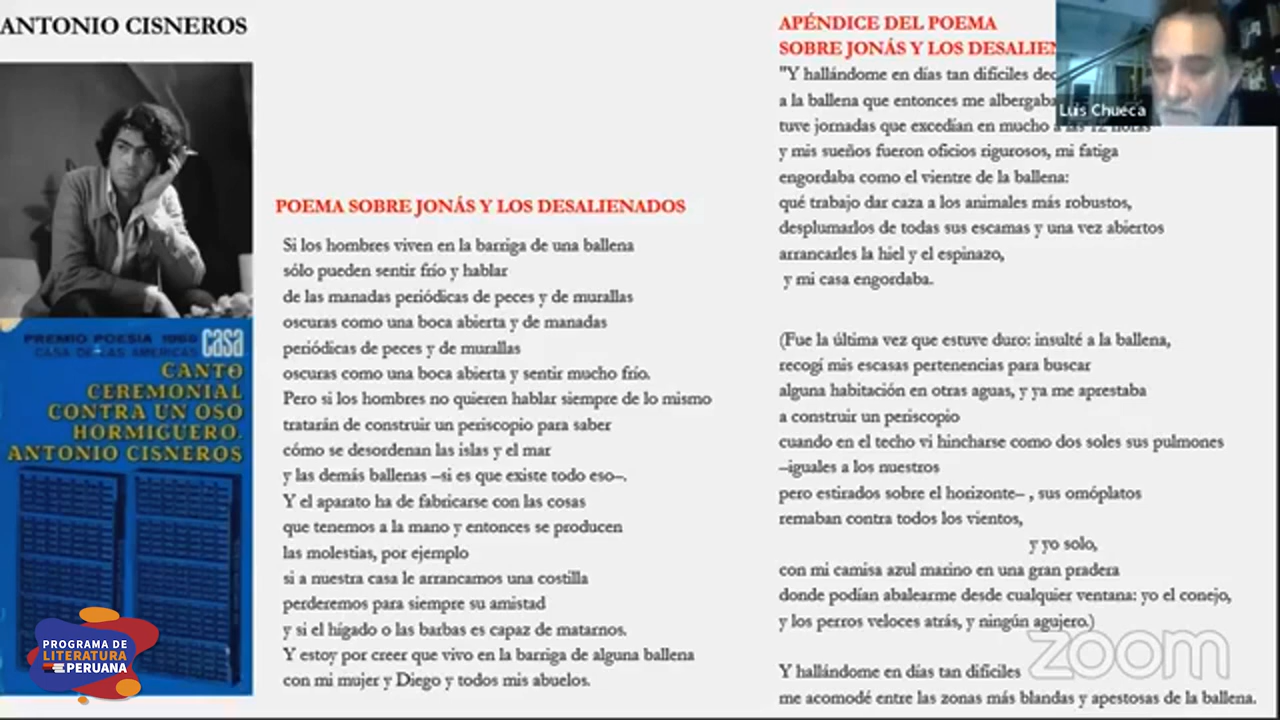 ANTONIO CISNEROS
PREMIO POESIA 1968
CASA DE LAS AMERICAS
casa
CANTO
CEREMONIAL
CONTRA UN OSO
HORMIGUERO.
ANTONIO CISNEROS
PROGRAMA DE
LITERATURA
PERUANA
POEMA SOBRE JONÁS Y LOS DESALIENADOS
Si los hombres viven en la barriga de una ballena
sólo pueden sentir frío y hablar
de las manadas periódicas de peces y de murallas
oscuras como una boca abierta y de manadas
periódicas de peces y de murallas
oscuras como una boca abierta y sentir mucho frío.
Pero si los hombres no quieren hablar siempre de lo mismo
tratarán de construir un periscopio para saber
cómo se desordenan las islas y el mar
y las demás ballenas –si es que existe todo eso–.
Y el aparato ha de fabricarse con las cosas
que tenemos a la mano y entonces se producen
las molestias, por ejemplo
si a nuestra casa le arrancamos una costilla
perderemos para siempre su amistad
y si el hígado o las barbas es capaz de matarnos.
Y estoy por creer que vivo en la barriga de alguna ballena
con mi mujer y Diego y todos mis abuelos.
APÉNDICE DEL POEMA
SOBRE JONÁS Y LOS DESALIEN
"Y hallándome en días tan difíciles dec
a la ballena que entonces me albergaba
tuve jornadas que excedían en mucho a las 12 horas
y mis sueños fueron oficios rigurosos, mi fatiga
engordaba como el vientre de la ballena:
qué trabajo dar caza a los animales más robustos,
desplumarlos de todas sus escamas y una vez abiertos
arrancarles la hiel y el espinazo,
y mi casa engordaba.
(Fue la última vez que estuve duro: insulté a la ballena,
recogí mis escasas pertenencias para buscar
alguna habitación en otras aguas, y ya me aprestaba
a construir un periscopio
cuando en el techo vi hincharse como dos soles sus pulmones
–iguales a los nuestros
pero estirados sobre el horizonte– , sus omóplatos
remaban contra todos los vientos,
y yo solo,
con mi camisa azul marino en una gran pradera
donde podían abalearme desde cualquier ventana: yo el conejo,
y los perros veloces atrás, y ningún agujero.)
Y hallándome en días tan difíciles
me acomodé entre las zonas más blandas y apestosas de la ballena.
Luis Chueca
zoom